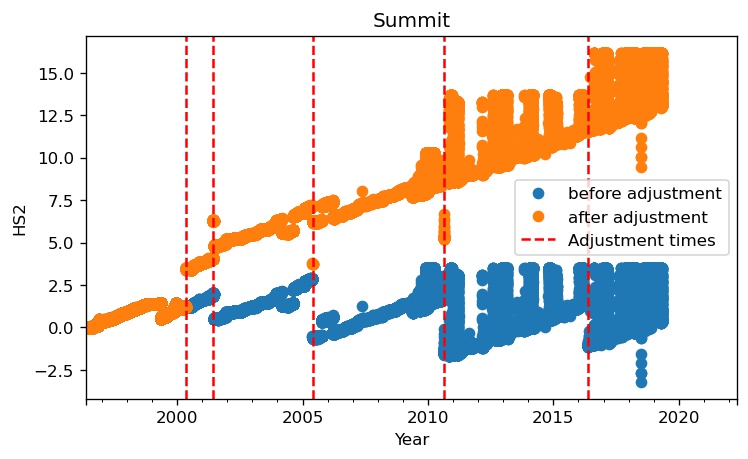 Summit
HS2
15.0
12.5
10.0
7.5
5.0
2.5
0.0
−2.5
before adjustment
after adjustment
Adjustment times
2000 2005 2010 2015 2020
Year